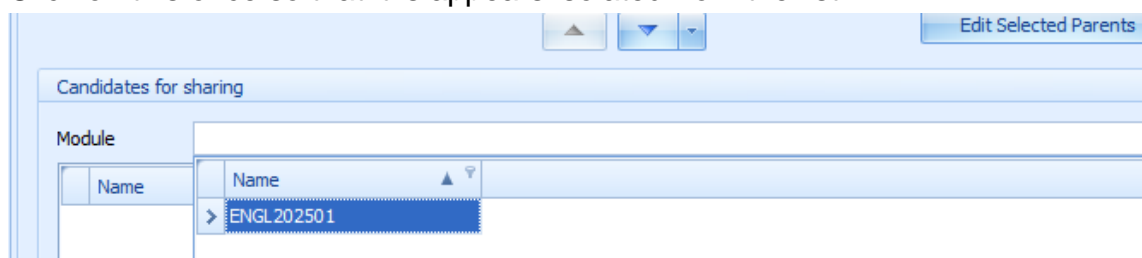 Edit Selected Parents
Candidates for sharing
Module
Name
Name
ENGL202501